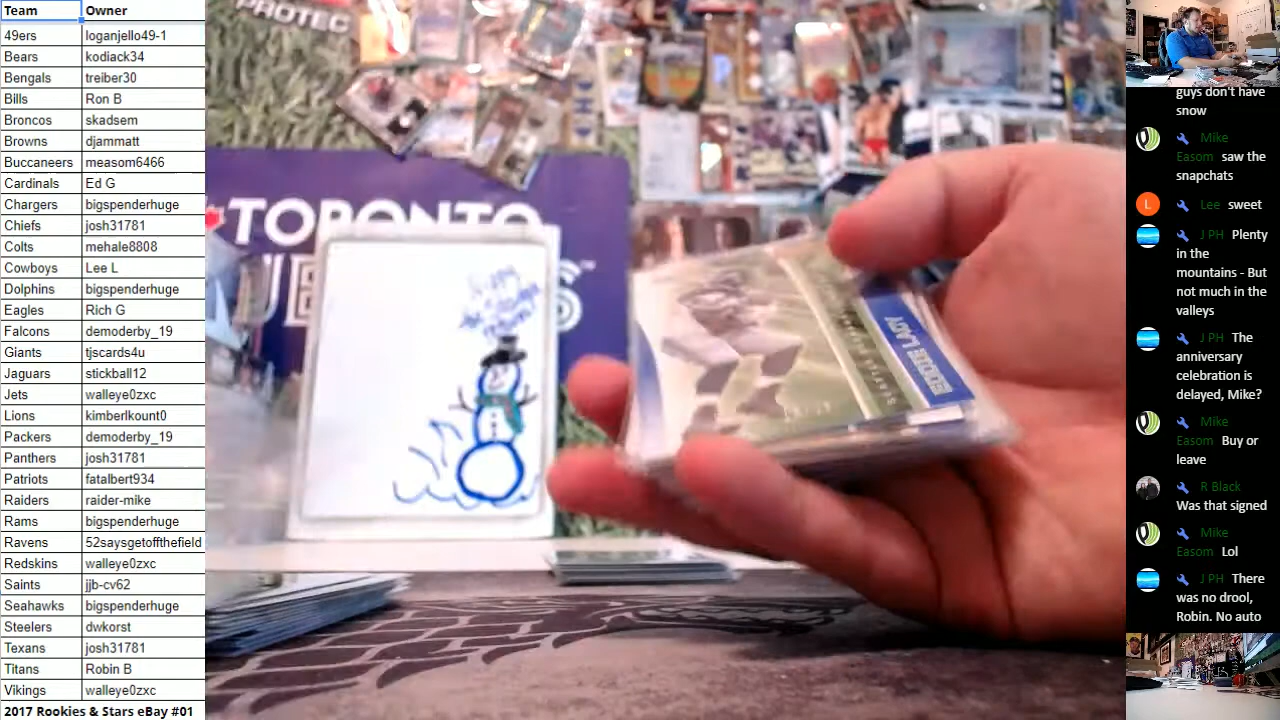 Team Owner
49ers loganjello49-1
Bears kodiack34
Bengals treiber30
Bills Ron B
Broncos skadsem
Browns djammatt
Buccaneers measom6466
Cardinals Ed G
Chargers bigspenderhuge
Chiefs josh31781
Colts mehale8808
Cowboys Lee L
Dolphins bigspenderhuge
Eagles Rich G
Falcons demoderby_19
Giants tjscards4u
Jaguars stickball12
Jets walleye0zxc
Lions kimberlkount0
Packers demoderby_19
Panthers josh31781
Patriots fatalbert934
Raiders raider-mike
Rams bigspenderhuge
Ravens 52saysgetoffthefield
Redskins walleye0zxc
Saints jjb-cv62
Seahawks bigspenderhuge
Steelers dwkorst
Texans josh31781
Titans Robin B
Vikings walleye0zxc
2017 Rookies & Stars eBay #01
PROTEC
TORONTO
EDDIE LACY
guys don't have
snow
Mike
Easom saw the
snapchats
L Lee sweet
J PH Plenty
in the
mountains - But
not much in the
valleys
J PH The
anniversary
celebration is
delayed, Mike?
Mike
Easom Buy or
leave
R Black
Was that signed
Mike
Easom Lol
J PH There
was no drool,
Robin. No auto